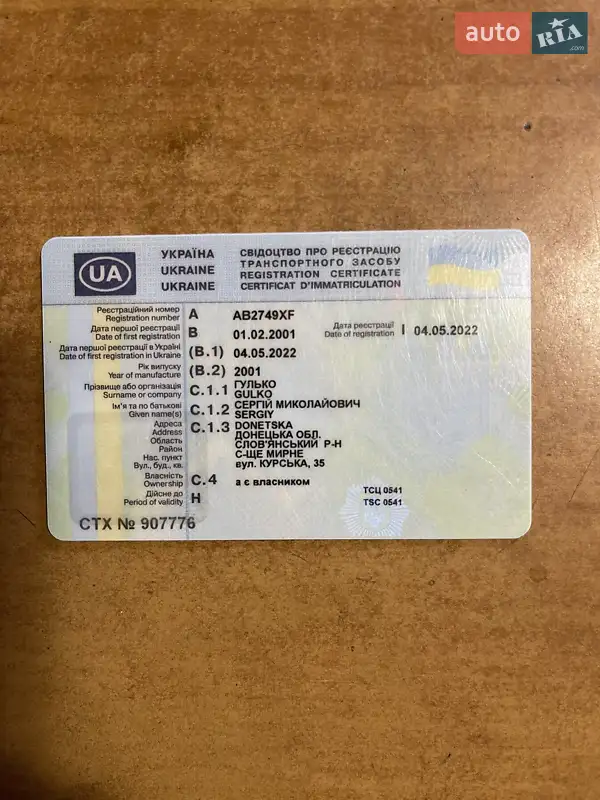 auto RIA .com
UA
УКРАЇНА
UKRAINE
UKRAINE
СВІДОЦТВО ПРО РЕЄСТРАЦІЮ
ТРАНСПОРТНОГО ЗАСОБУ
REGISTRATION CERTIFICATE
CERTIFICAT D'IMMATRICULATION
Реєстраційний номер
Registration number
A AB2749XF
Дата першої реєстрації
Date of first registration
B 01.02.2001
Дата реєстрації
Date of registration
I 04.05.2022
Дата першої реєстрації в Україні
Date of first registration in Ukraine
(B.1) 04.05.2022
Рік випуску
Year of manufacture
(B.2) 2001
Прізвище або організація
Surname or company
C.1.1 ГУЛЬКО
GULKO
Ім'я та по батькові
Given name(s)
C.1.2 СЕРГІЙ МИКОЛАЙОВИЧ
SERGIY
Адреса
Address
Область
Район
Нас. пункт
Вул., буд., кв.
C.1.3 DONETSKA
ДОНЕЦЬКА ОБЛ.
СЛОВ'ЯНСЬКИЙ Р-Н
С-ЩЕ МИРНЕ
вул. КУРСЬКА, 35
Власність
Ownership
C.4 а є власником
Дійсне до
Period of validity
H
ТСЦ 0541
TSC 0541
СТХ № 907776